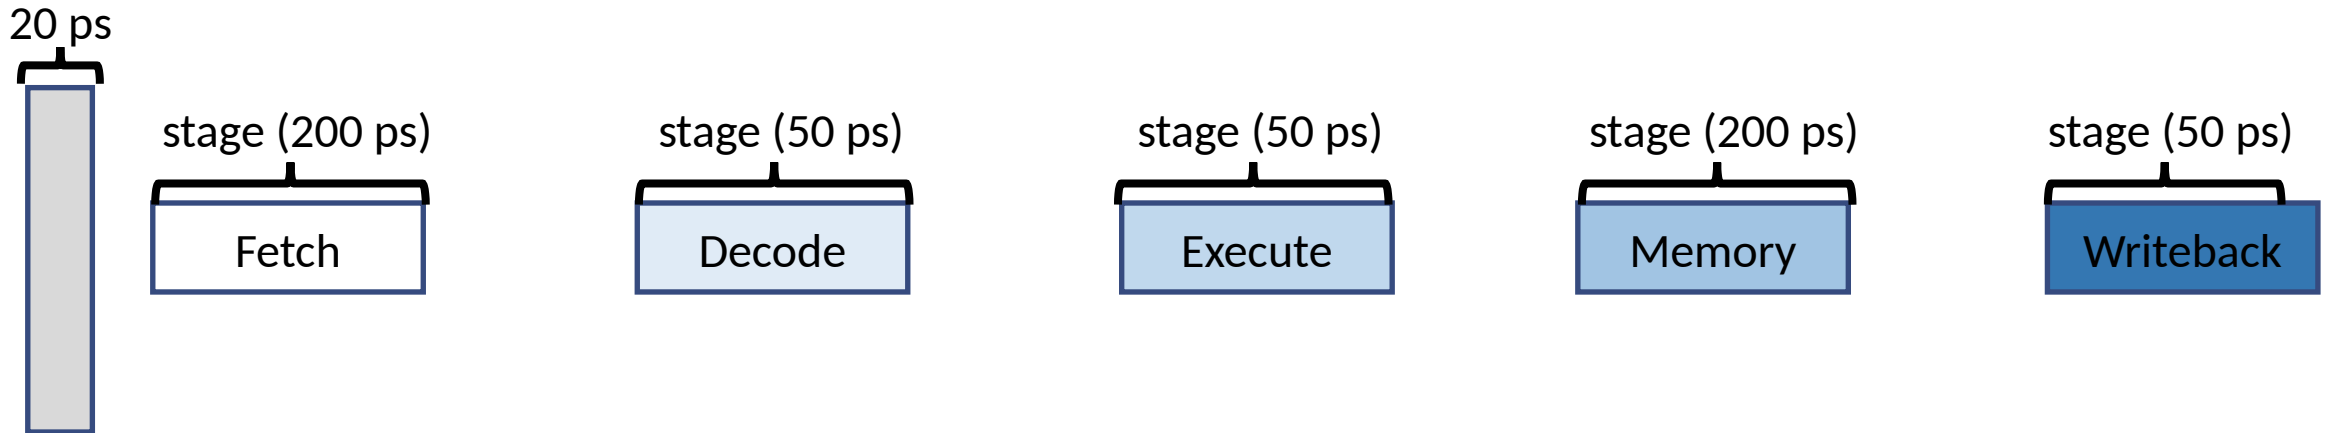 20 ps
stage (200 ps)
stage (50 ps)
stage (50 ps)
stage (200 ps)
stage (50 ps)
Fetch
Decode
Execute
Memory
Writeback